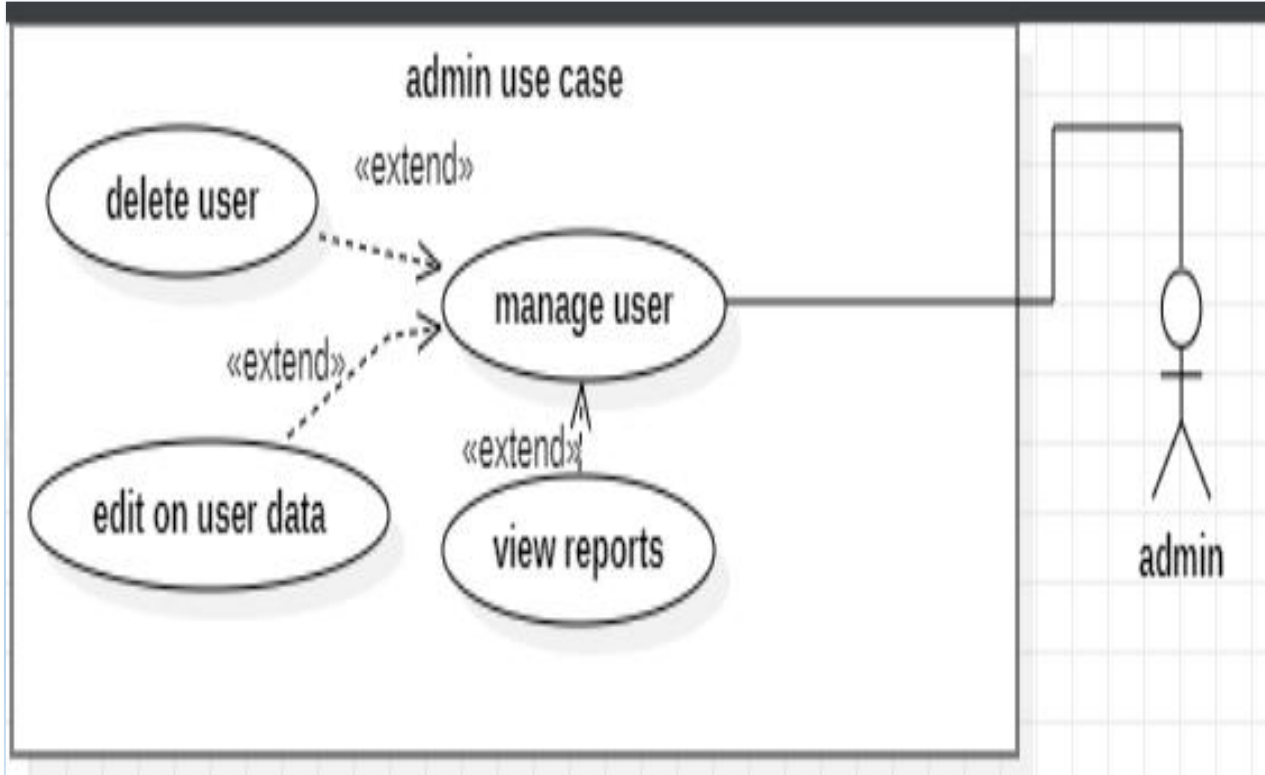 admin use case
«extend»
delete user
manage user
«extend»
«extend»
edit on user data
view reports
admin